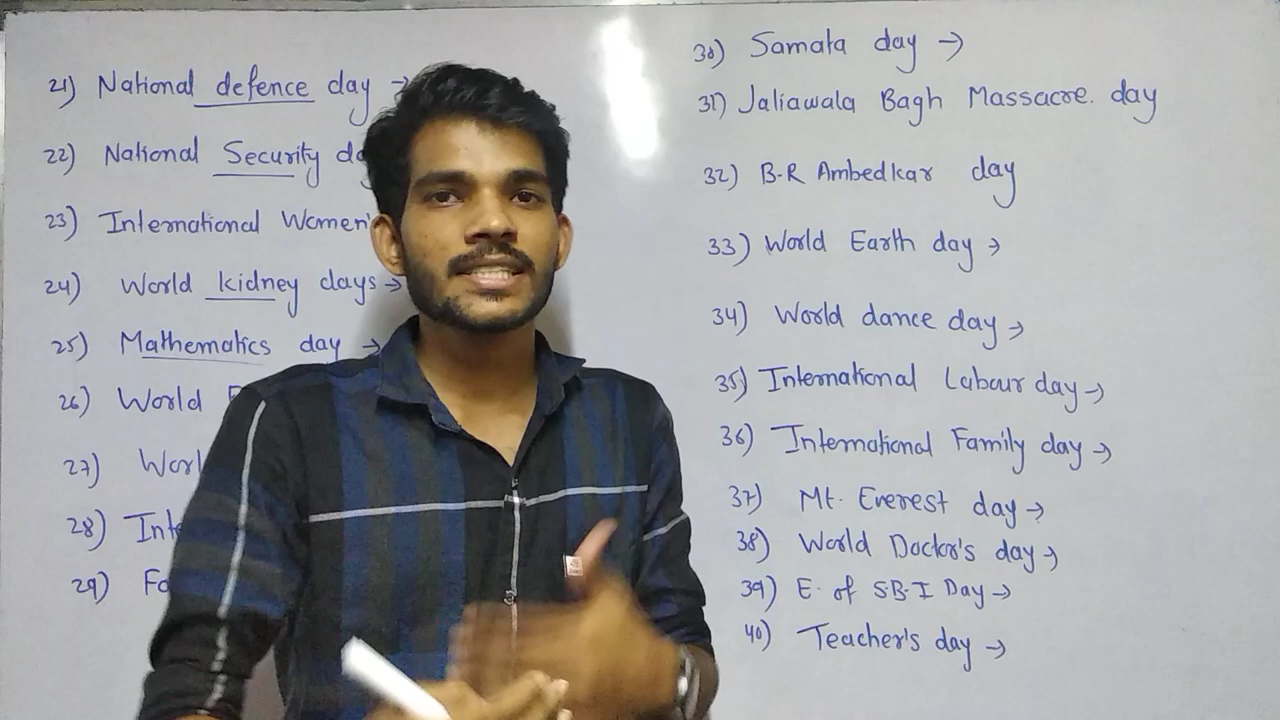 21) National defence day →
22) National Security
23) International Women'
24) World kidney days →
25) Mathematics day →
26) World
27)
28)
29)
30) Samata day →
31) Jaliawala Bagh Massacre. day
32) B-R Ambedkar day
33) World Earth day →
34) World dance day →
35) International Labour day →
36) International Family day →
37) Mt. Everest day →
38) World Doctor's day →
39) E. of S.B.I Day →
40) Teacher's day →